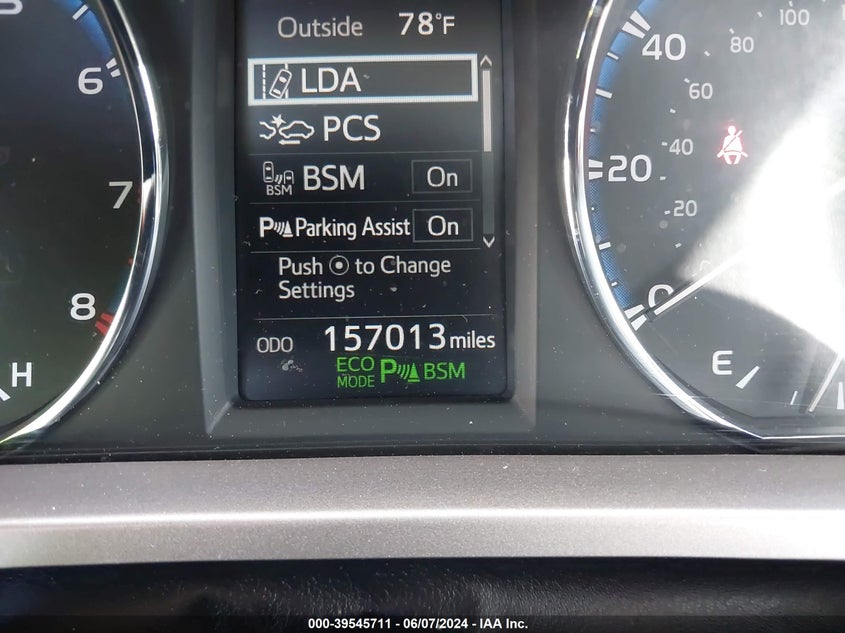 Outside 78°F
LDA
PCS
BSM BSM On
P Parking Assist On
Push to Change
Settings
ODO 157013 miles
ECO
MODE P BSM
6
7
8
H
40
20
0
100
80
60
40
20
E
000-39545711 - 06/07/2024 - IAA Inc.